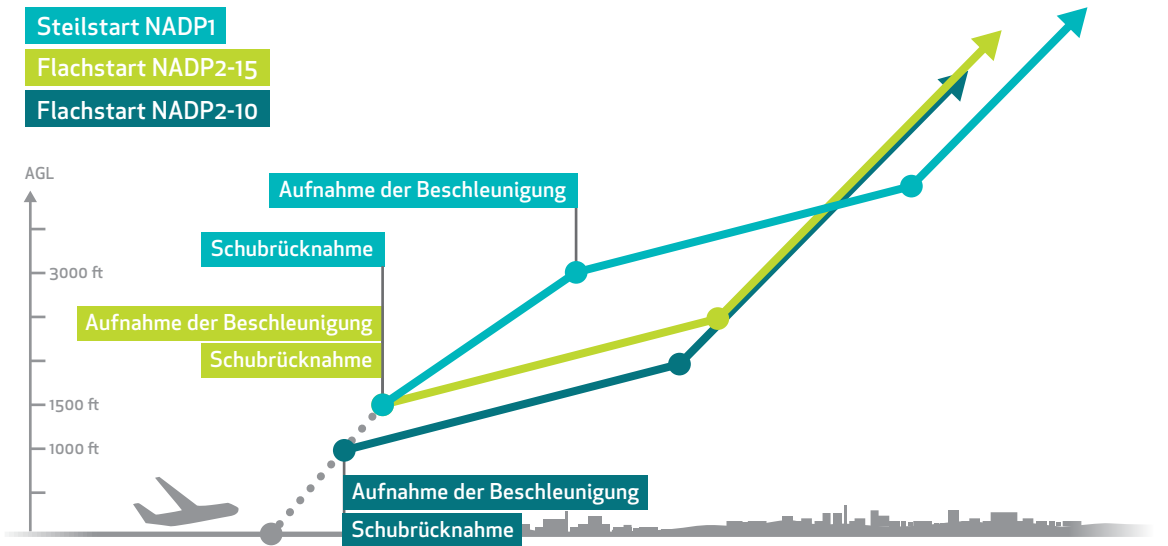 Steilstart NADP1
Flachstart NADP2-15
Flachstart NADP2-10
AGL
Aufnahme der Beschleunigung
Schubrücknahme
3000 ft
Aufnahme der Beschleunigung
Schubrücknahme
1500 ft
1000 ft
Aufnahme der Beschleunigung
Schubrücknahme